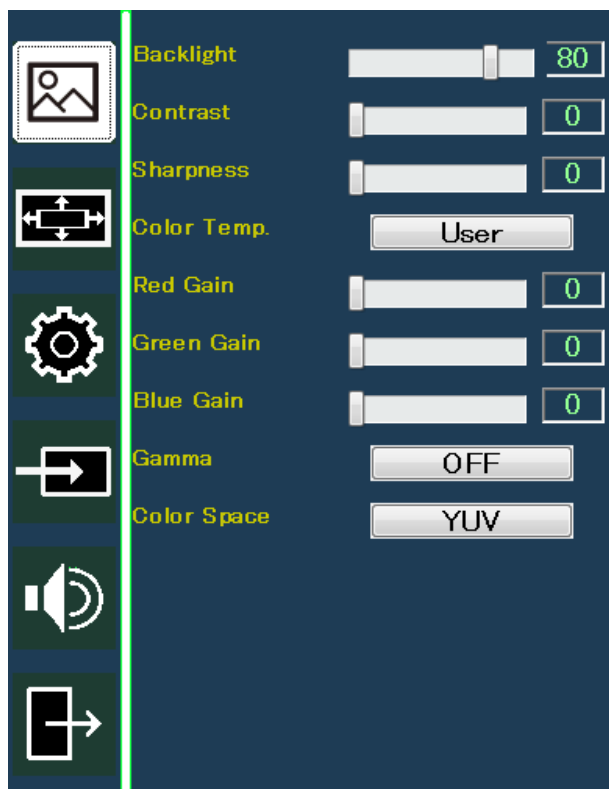 Backlight 80
Contrast 0
Sharpness 0
Color Temp. User
Red Gain 0
Green Gain 0
Blue Gain 0
Gamma OFF
Color Space YUV